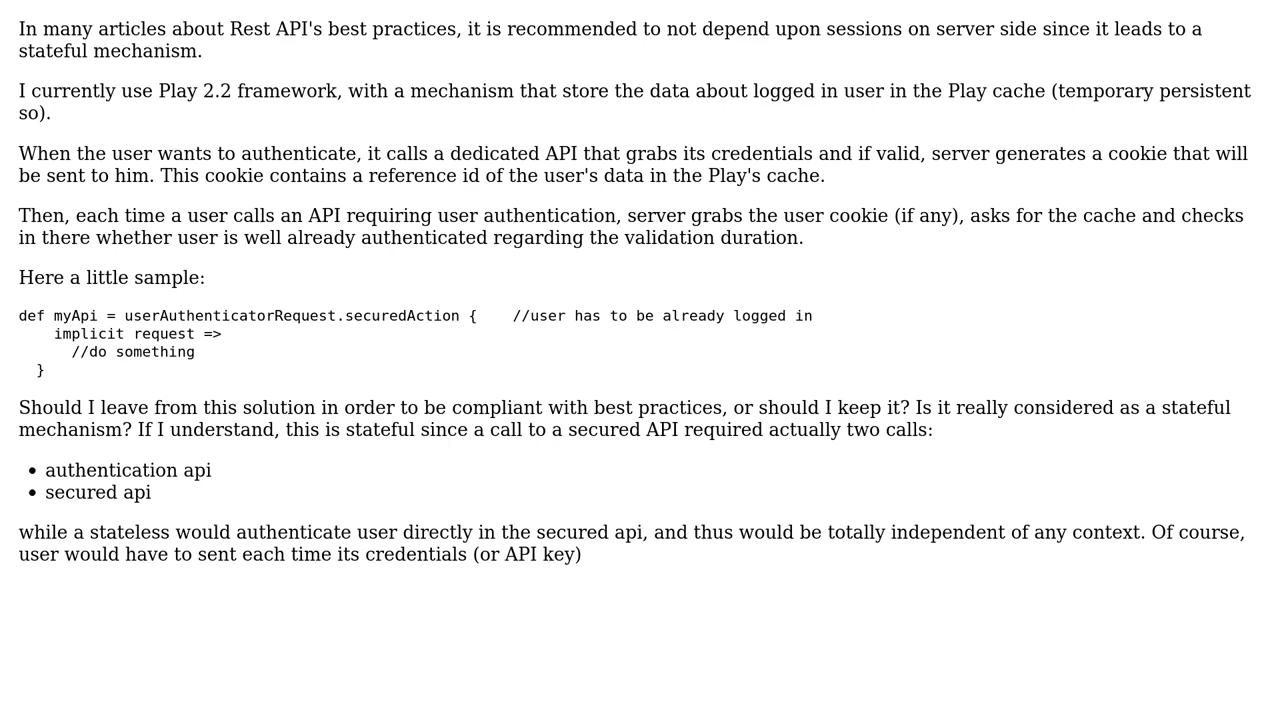 In many articles about Rest API's best practices, it is recommended to not depend upon sessions on server side since it leads to a
stateful mechanism.
I currently use Play 2.2 framework, with a mechanism that store the data about logged in user in the Play cache (temporary persistent
so).
When the user wants to authenticate, it calls a dedicated API that grabs its credentials and if valid, server generates a cookie that will
be sent to him. This cookie contains a reference id of the user's data in the Play's cache.
Then, each time a user calls an API requiring user authentication, server grabs the user cookie (if any), asks for the cache and checks
in there whether user is well already authenticated regarding the validation duration.
Here a little sample:
def myApi = userAuthenticatorRequest.securedAction {    //user has to be already logged in
    implicit request =>
      //do something
  }
Should I leave from this solution in order to be compliant with best practices, or should I keep it? Is it really considered as a stateful
mechanism? If I understand, this is stateful since a call to a secured API required actually two calls:
• authentication api
• secured api
while a stateless would authenticate user directly in the secured api, and thus would be totally independent of any context. Of course,
user would have to sent each time its credentials (or API key)